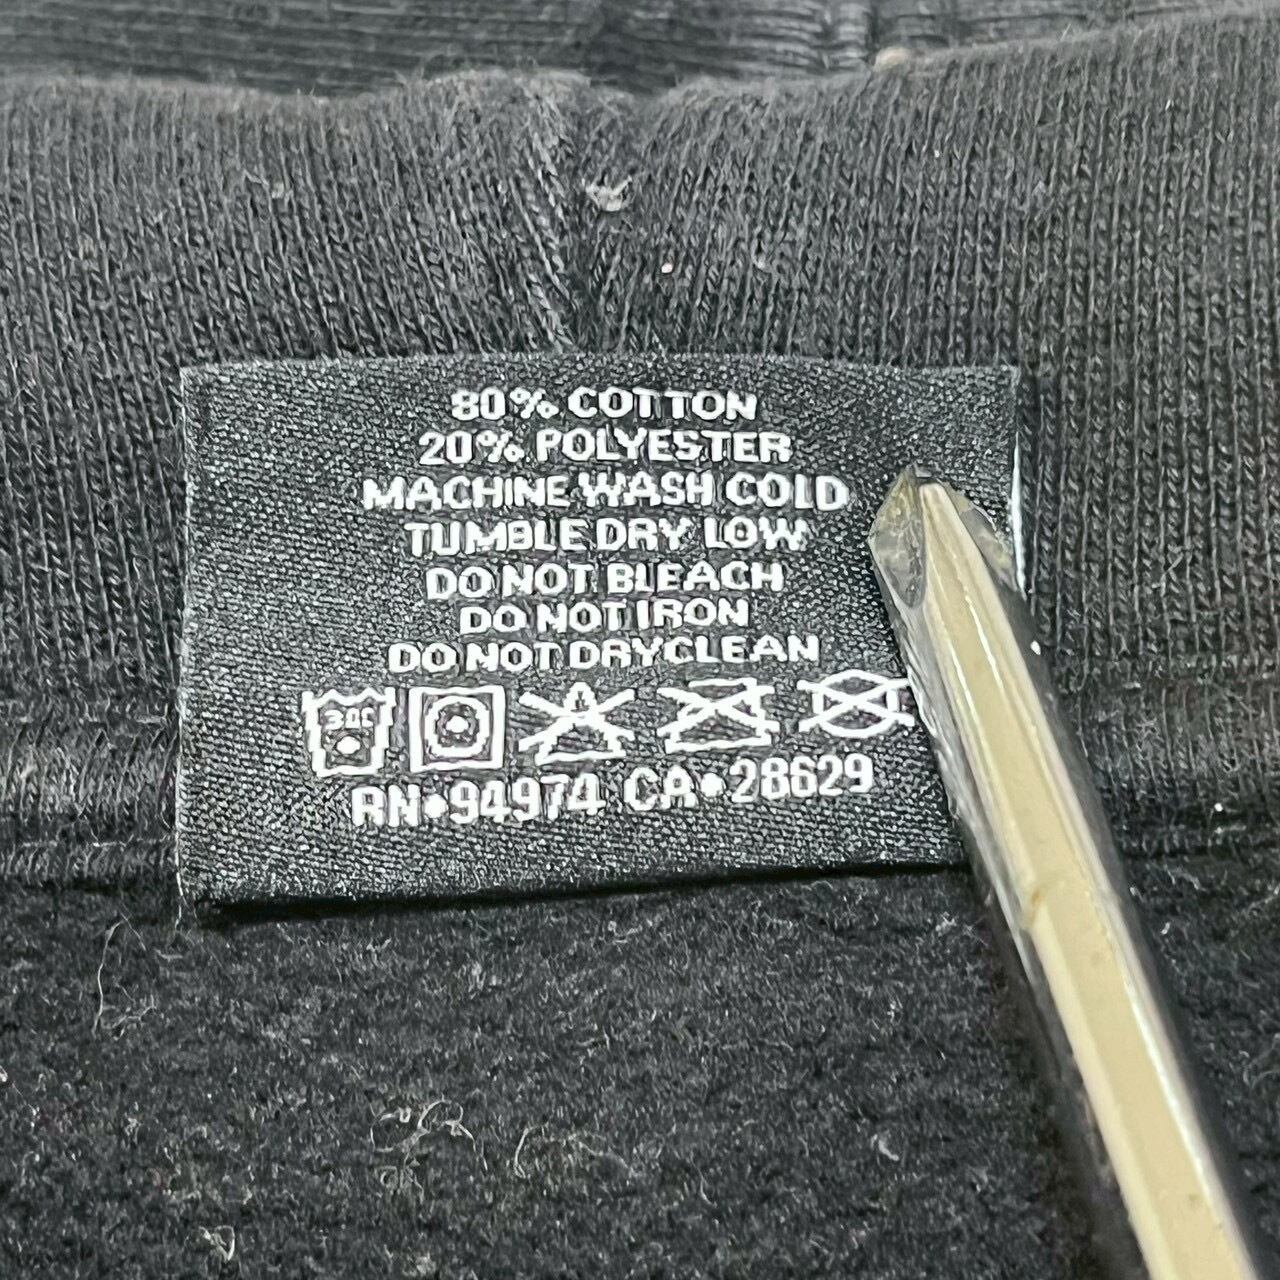 80% COTTON
20% POLYESTER
MACHINE WASH COLD
TUMBLE DRY LOW
DO NOT BLEACH
DO NOT IRON
DO NOT DRYCLEAN
30C
RN•94974 CA•28629